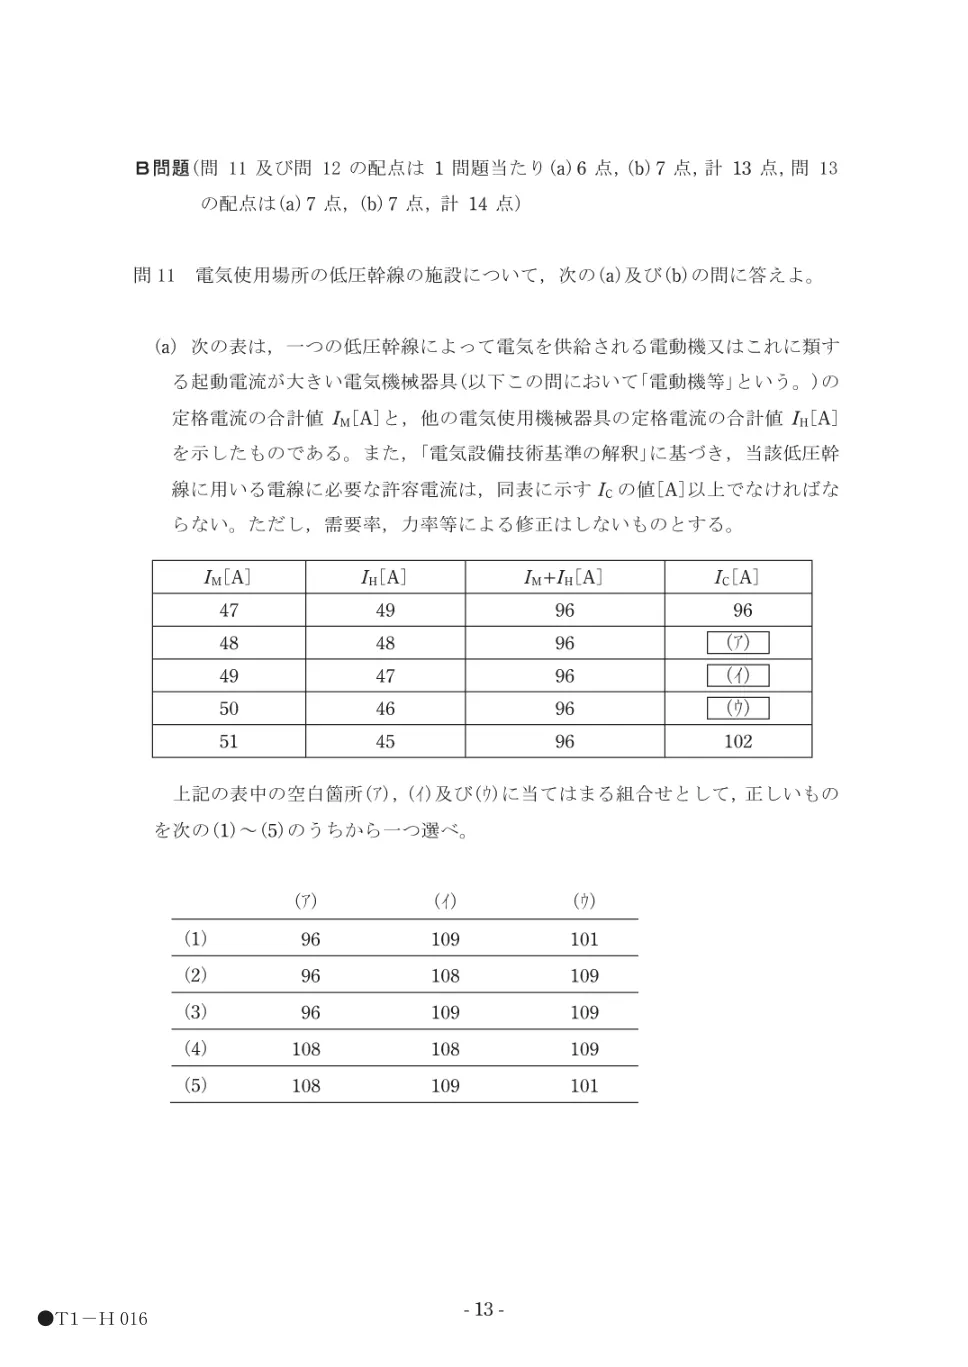 B問題(問 11 及び問 12 の配点は 1 問題当たり(a)6 点，(b)7 点，計 13 点，問 13
の配点は(a)7 点，(b)7 点，計 14 点)
問11 電気使用場所の低圧幹線の施設について，次の(a)及び(b)の問に答えよ。
(a) 次の表は，一つの低圧幹線によって電気を供給される電動機又はこれに類す
る起動電流が大きい電気機械器具(以下この問において「電動機等」という。)の
定格電流の合計値 IM[A]と，他の電気使用機械器具の定格電流の合計値 IH[A]
を示したものである。また，「電気設備技術基準の解釈」に基づき，当該低圧幹
線に用いる電線に必要な許容電流は，同表に示す IC の値[A]以上でなければな
らない。ただし，需要率，力率等による修正はしないものとする。
IM[A] IH[A] IM+IH[A] IC[A]
47 49 96 96
48 48 96 (ア)
49 47 96 (イ)
50 46 96 (ウ)
51 45 96 102
上記の表中の空白箇所(ア)，(イ)及び(ウ)に当てはまる組合せとして，正しいもの
を次の(1)～(5)のうちから一つ選べ。
(ア) (イ) (ウ)
(1) 96 109 101
(2) 96 108 109
(3) 96 109 109
(4) 108 108 109
(5) 108 109 101
- 13 -
●T1－H 016